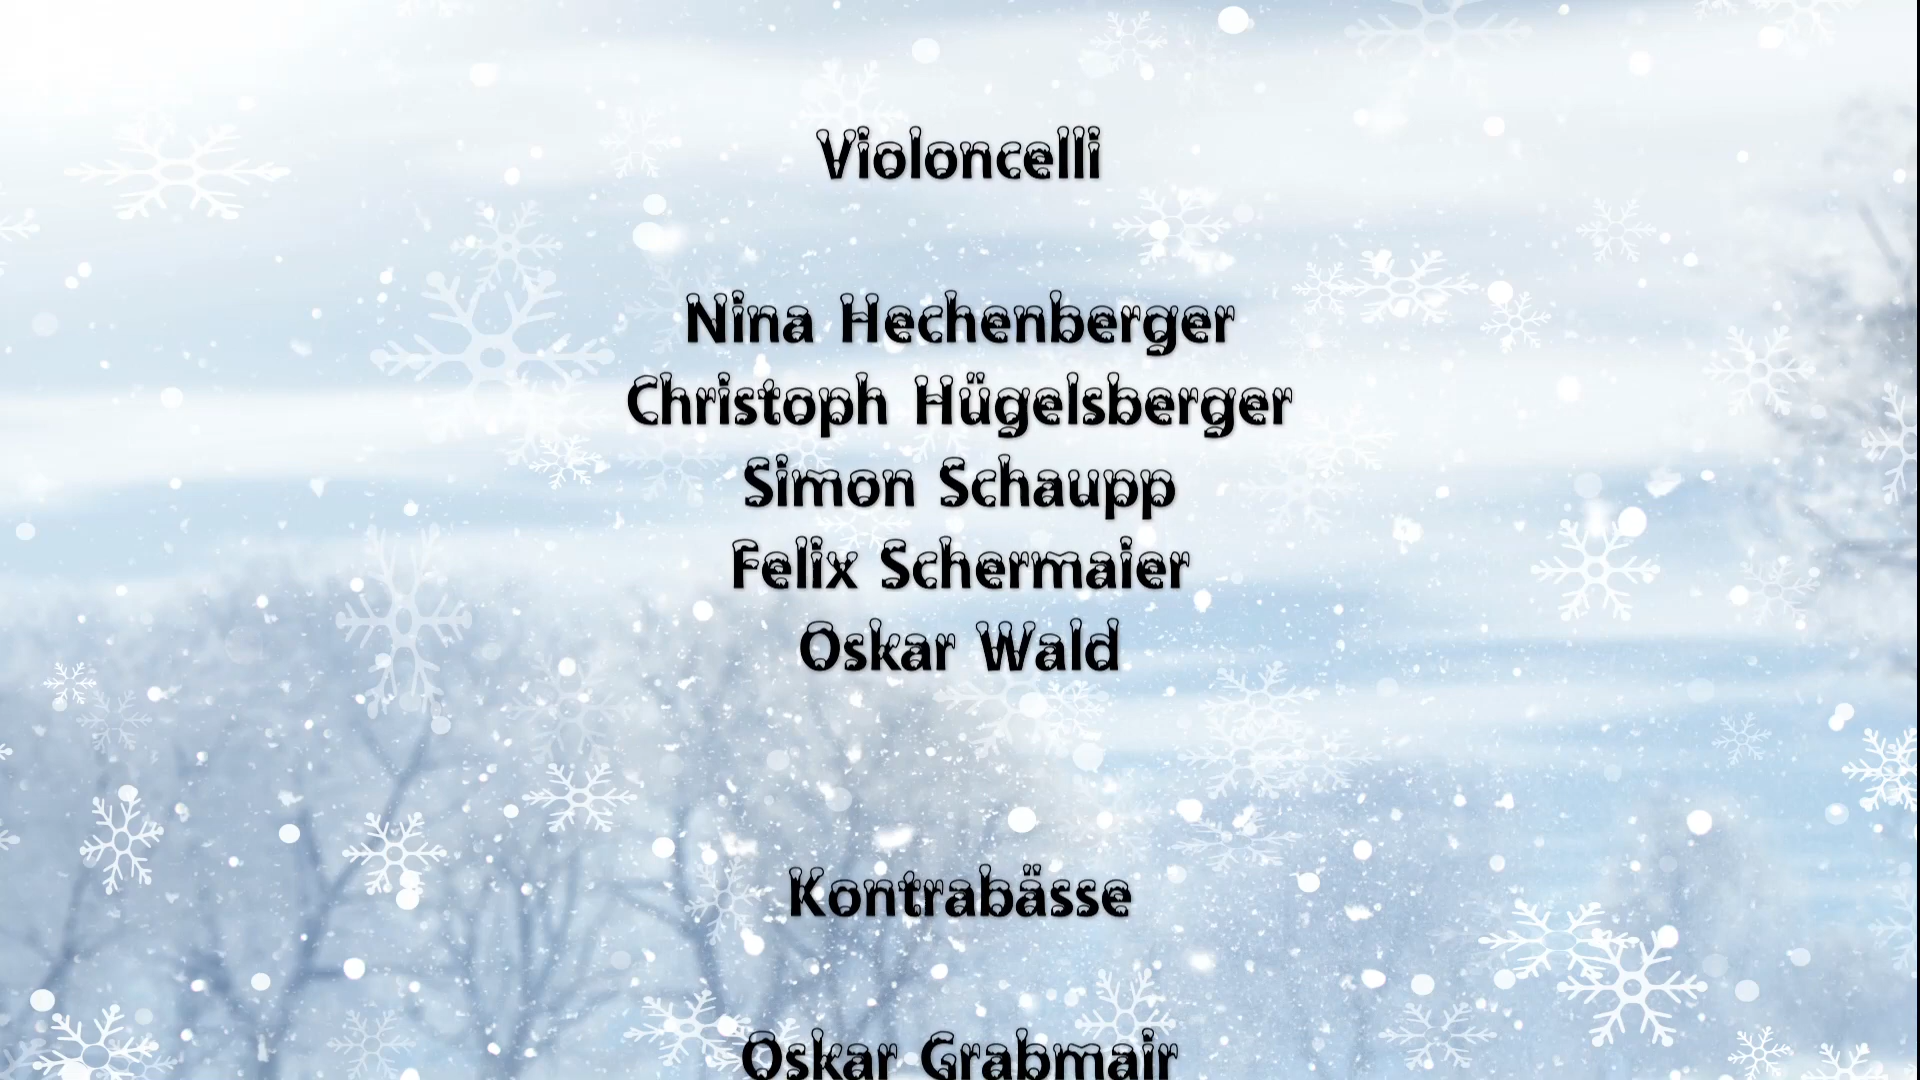 Violoncelli
Nina Hechenberger
Christoph Hügelsberger
Simon Schaupp
Felix Schermaier
Oskar Wald
Kontrabässe
Oskar Grabmair